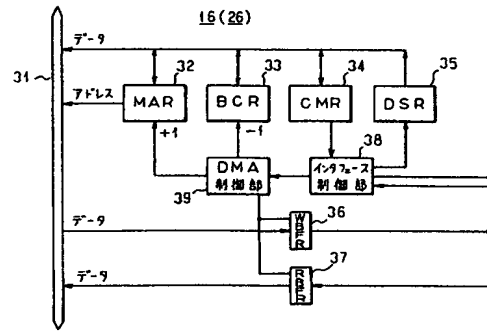 16(26)
データ
31
32
33
34
35
アドレス
MAR
BCR
CMR
DSR
+1
-1
38
DMA
制御部
インタフェース
制御部
39
36
データ
WBFR
37
データ
RBFR